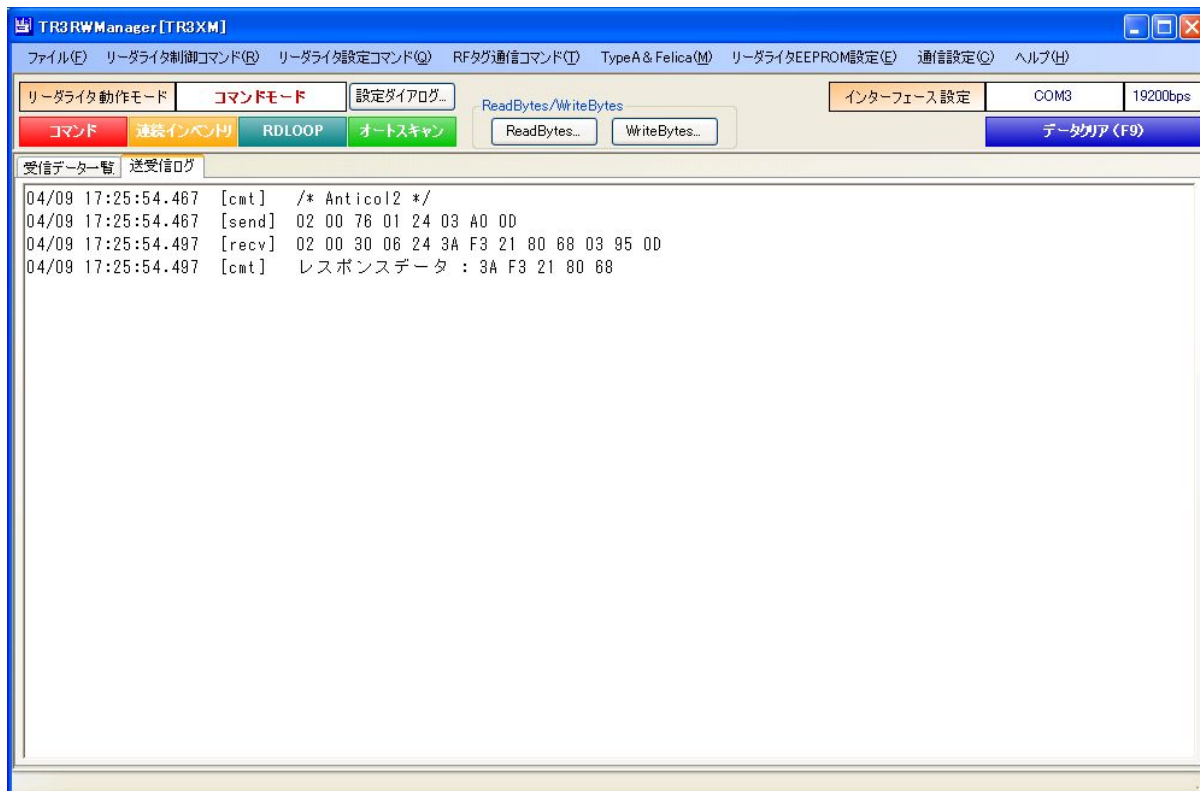 TR3RWManager[TR3XM]
ファイル(F) リーダライタ制御コマンド(R) リーダライタ設定コマンド(Q) RFタグ通信コマンド(T) TypeA&Felica(M) リーダライタEEPROM設定(E) 通信設定(C) ヘルプ(H)
リーダライタ動作モード コマンドモード 設定ダイアログ... ReadBytes/WriteBytes インターフェース設定 COM3 19200bps
コマンド 連続インベントリ RDLOOP オートスキャン ReadBytes... WriteBytes... データクリア(F9)
受信データ一覧 送受信ログ
04/09 17:25:54.467 [cmt] /* Anticol2 */
04/09 17:25:54.467 [send] 02 00 76 01 24 03 A0 0D
04/09 17:25:54.497 [recv] 02 00 30 06 24 3A F3 21 80 68 03 95 0D
04/09 17:25:54.497 [cmt] レスポンスデータ : 3A F3 21 80 68